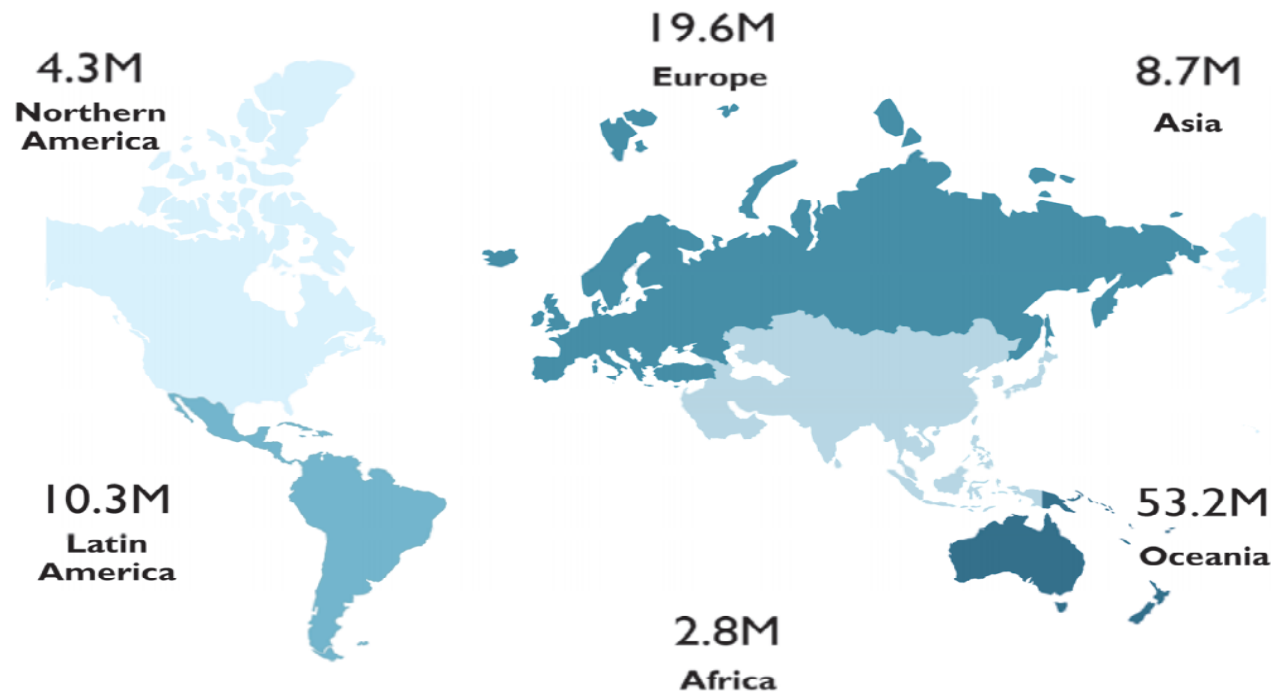 19.6M
Europe
4.3M
Northern
America
8.7M
Asia
10.3M
Latin
America
53.2M
Oceania
2.8M
Africa